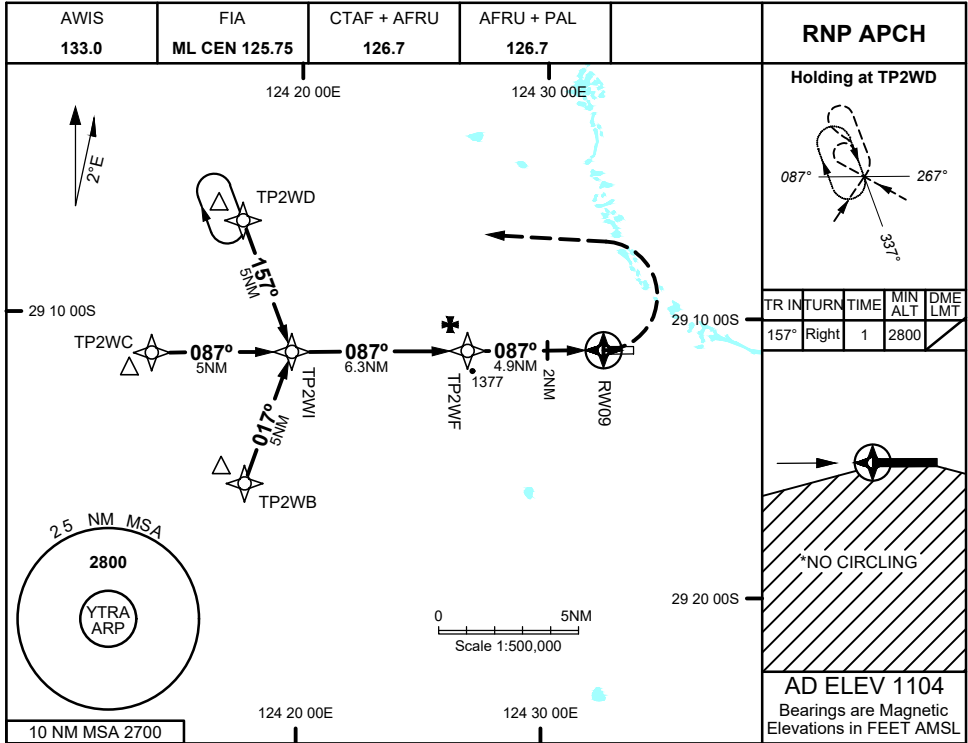 AWIS
133.0
FIA
ML CEN 125.75
CTAF + AFRU
126.7
AFRU + PAL
126.7
RNP APCH
124 20 00E
124 30 00E
2°E
TP2WD
157°
5NM
29 10 00S
29 10 00S
TP2WC
087°
5NM
TP2WI
087°
6.3NM
TP2WF
1377
087°
4.9NM
2NM
RW09
017°
5NM
TP2WB
25 NM MSA
2800
YTRA
ARP
0 5NM
Scale 1:500,000
29 20 00S
124 20 00E
124 30 00E
10 NM MSA 2700
Holding at TP2WD
087° 267°
337°
TR IN TURN TIME MIN ALT DME LMT
157° Right 1 2800
*NO CIRCLING
AD ELEV 1104
Bearings are Magnetic
Elevations in FEET AMSL